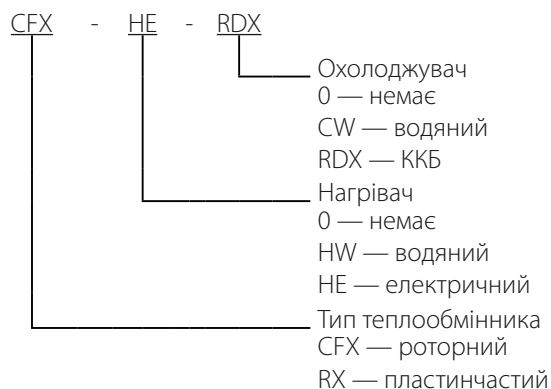 CFX - HE - RDX
Охолоджувач
0 — немає
CW — водяний
RDX — ККБ
Нагрівач
0 — немає
HW — водяний
HE — електричний
Тип теплообмінника
CFX — роторний
RX — пластинчастий